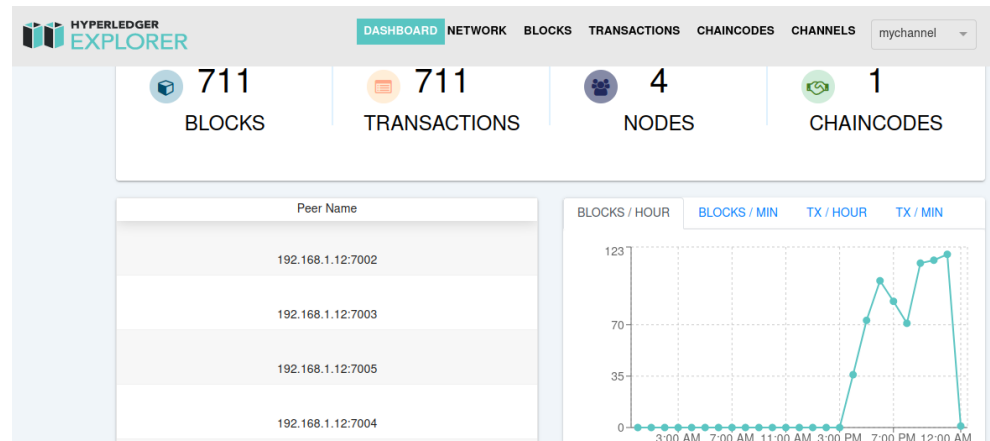 HYPERLEDGER
EXPLORER
DASHBOARD NETWORK BLOCKS TRANSACTIONS CHAINCODES CHANNELS mychannel
711 711 4 1
BLOCKS TRANSACTIONS NODES CHAINCODES
Peer Name
192.168.1.12:7002
192.168.1.12:7003
192.168.1.12:7005
192.168.1.12:7004
BLOCKS / HOUR BLOCKS / MIN TX / HOUR TX / MIN
123
70
35
0
3:00 AM 7:00 AM 11:00 AM 3:00 PM 7:00 PM 12:00 AM